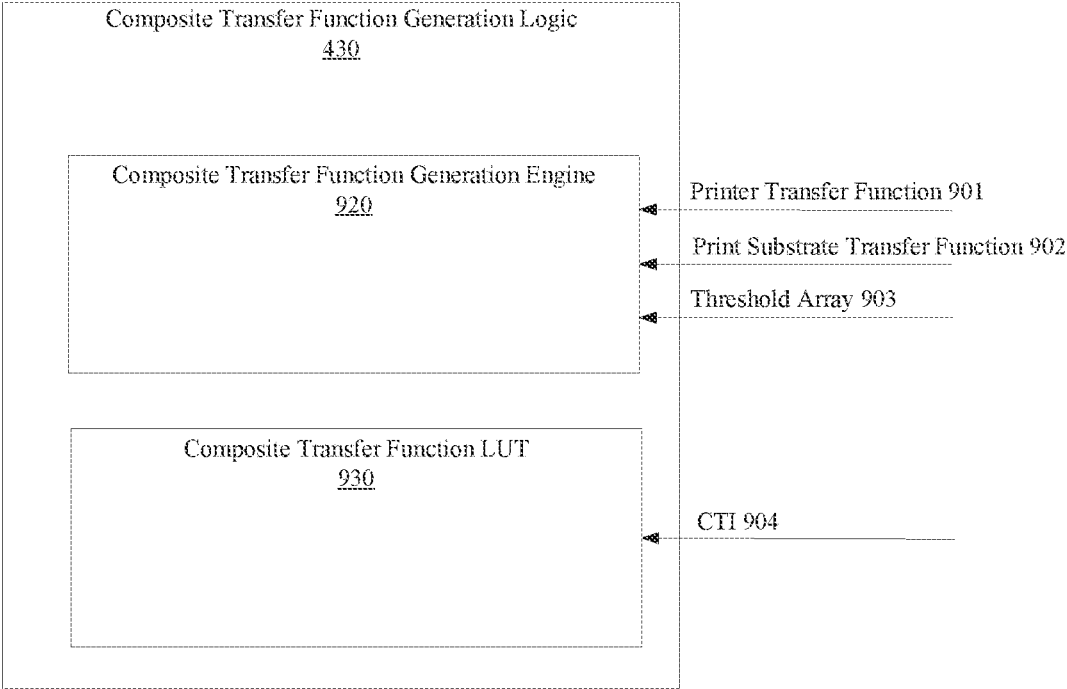 Composite Transfer Function Generation Logic
430
Composite Transfer Function Generation Engine
920
Printer Transfer Function 901
Print Substrate Transfer Function 902
Threshold Array 903
Composite Transfer Function LUT
930
CTI 904